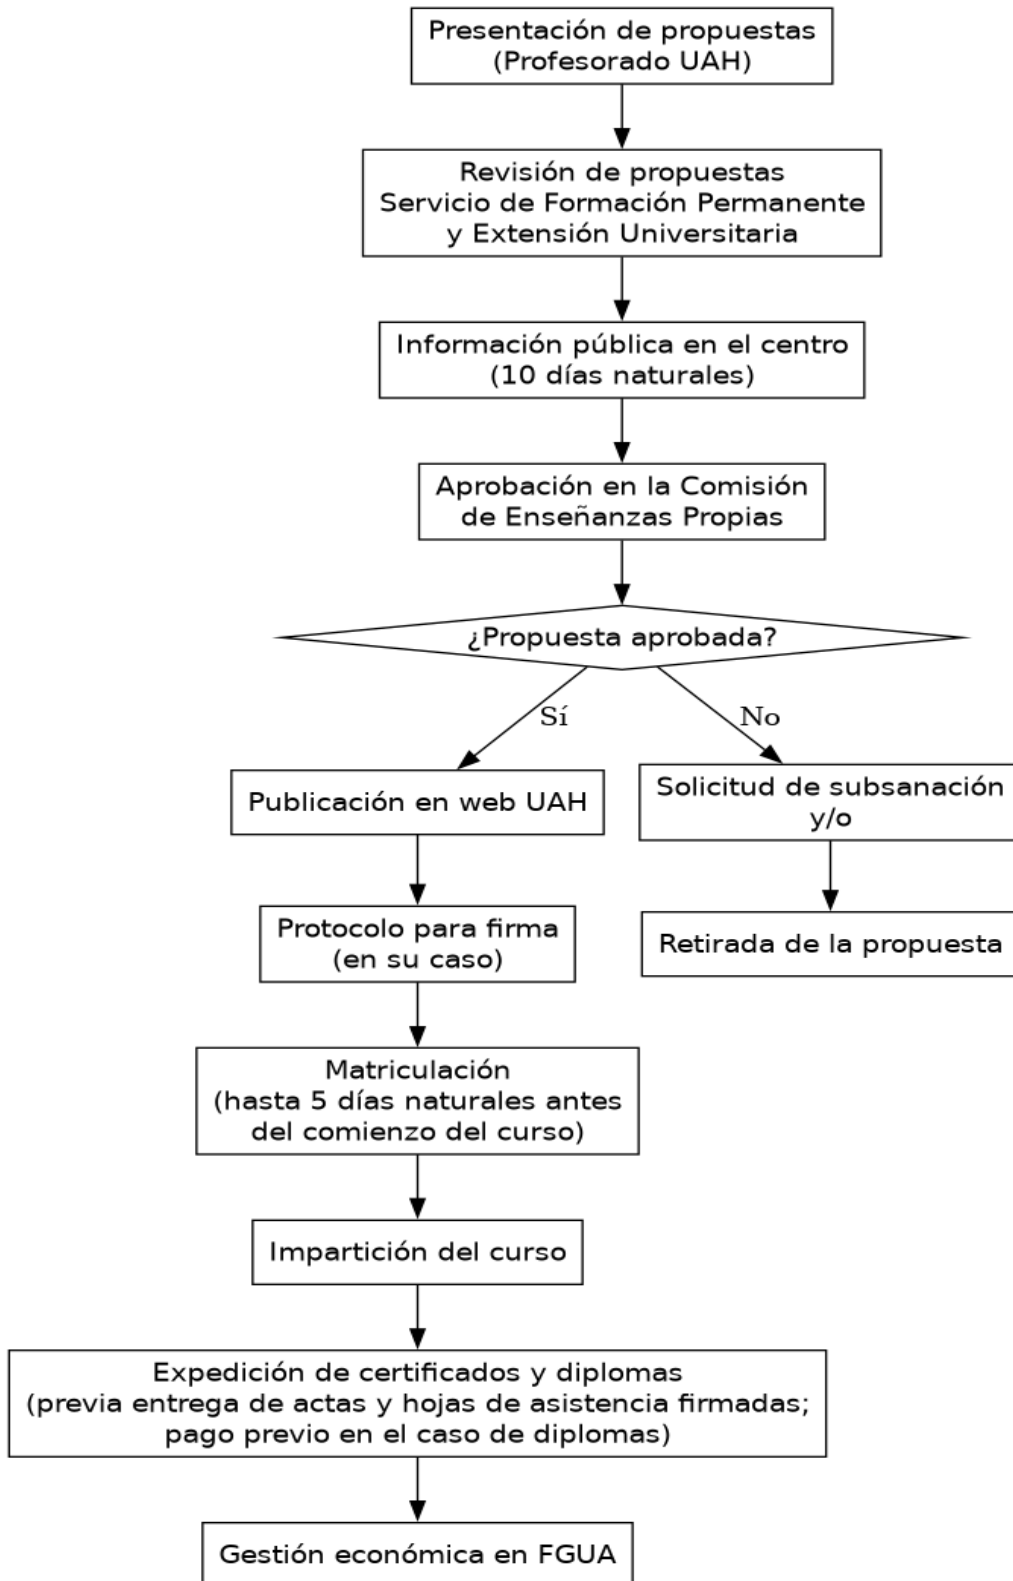 Presentación de propuestas
(Profesorado UAH)
Revisión de propuestas
Servicio de Formación Permanente
y Extensión Universitaria
Información pública en el centro
(10 días naturales)
Aprobación en la Comisión
de Enseñanzas Propias
¿Propuesta aprobada?
Sí
No
Publicación en web UAH
Solicitud de subsanación
y/o
Protocolo para firma
(en su caso)
Retirada de la propuesta
Matriculación
(hasta 5 días naturales antes
del comienzo del curso)
Impartición del curso
Expedición de certificados y diplomas
(previa entrega de actas y hojas de asistencia firmadas;
pago previo en el caso de diplomas)
Gestión económica en FGUA